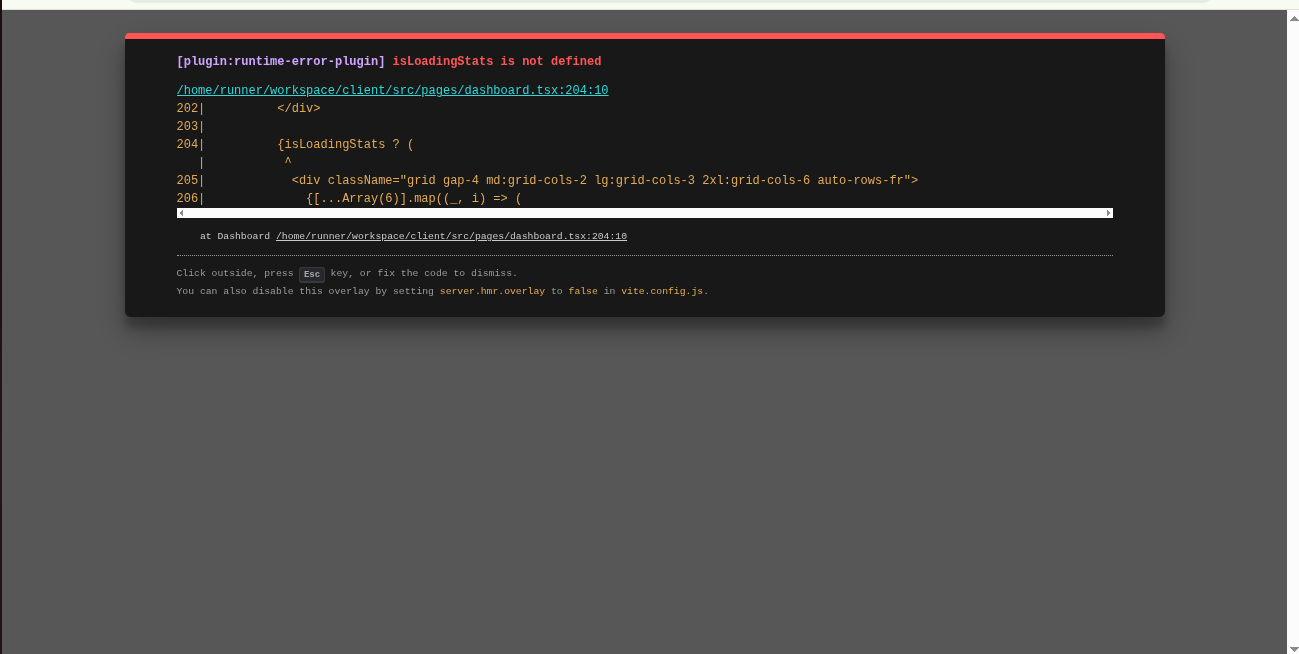 [plugin:runtime-error-plugin] isLoadingStats is not defined
/home/runner/workspace/client/src/pages/dashboard.tsx:204:10
202|          </div>
203|
204|          {isLoadingStats ? (
   |           ^
205|            <div className="grid gap-4 md:grid-cols-2 lg:grid-cols-3 2xl:grid-cols-6 auto-rows-fr">
206|              {[...Array(6)].map((_, i) => (
at Dashboard /home/runner/workspace/client/src/pages/dashboard.tsx:204:10
Click outside, press Esc key, or fix the code to dismiss.
You can also disable this overlay by setting server.hmr.overlay to false in vite.config.js.